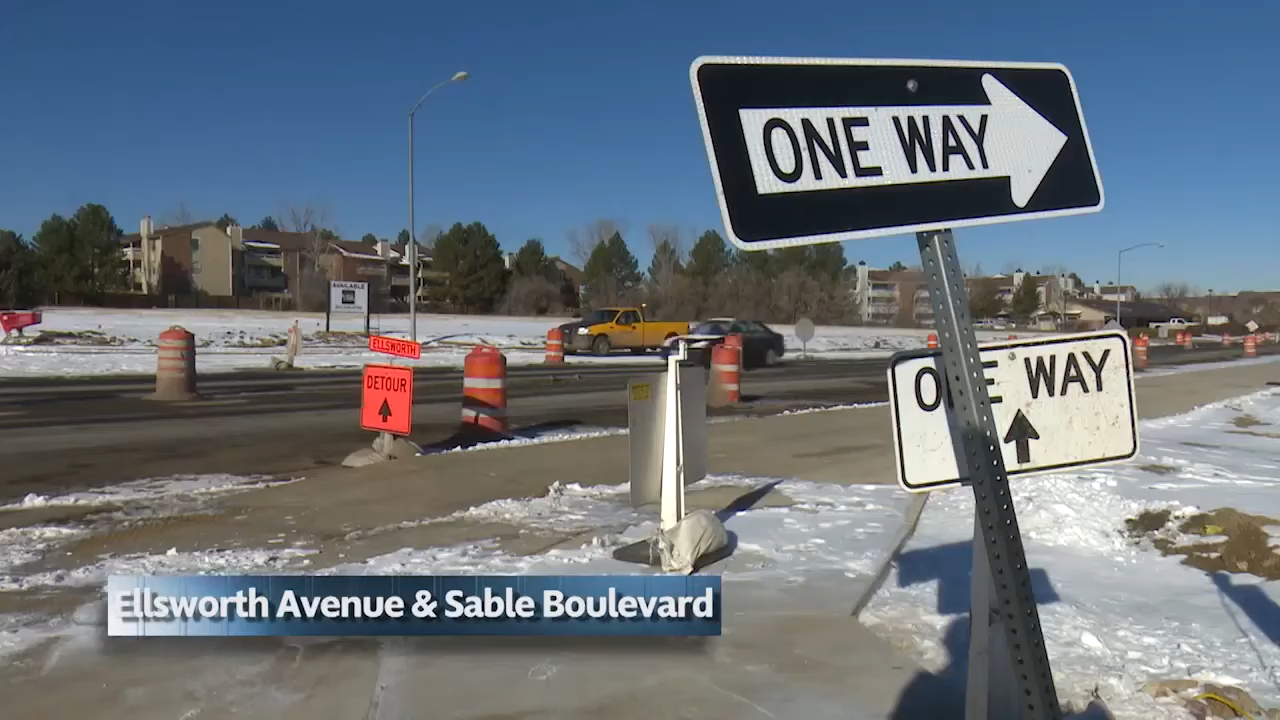 ONE WAY
AVAILABLE
ELLSWORTH
DETOUR
ONE WAY
Ellsworth Avenue & Sable Boulevard